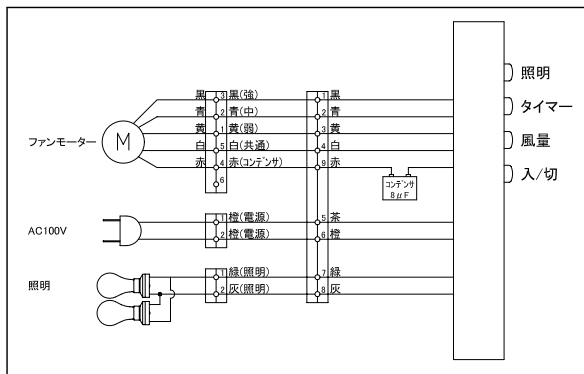 黒 3 黒(強) 1 黒
青 2 青(中) 2 青
黄 1 黄(弱) 3 黄
白 5 白(共通) 4 白
赤 4 赤(コンデンサ) 9 赤
6
ファンモーター
M
コンデンサ
8μF
照明
タイマー
風量
入/切
AC100V
1 橙(電源) 5 茶
2 橙(電源) 6 橙
照明
1 緑(照明) 7 緑
2 灰(照明) 8 灰